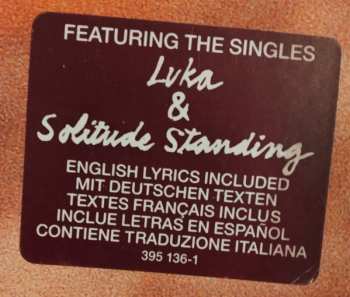 FEATURING THE SINGLES
Luka
&
Solitude Standing
ENGLISH LYRICS INCLUDED
MIT DEUTSCHEN TEXTEN
TEXTES FRANÇAIS INCLUS
INCLUE LETRAS EN ESPAÑOL
CONTIENE TRADUZIONE ITALIANA
395 136-1